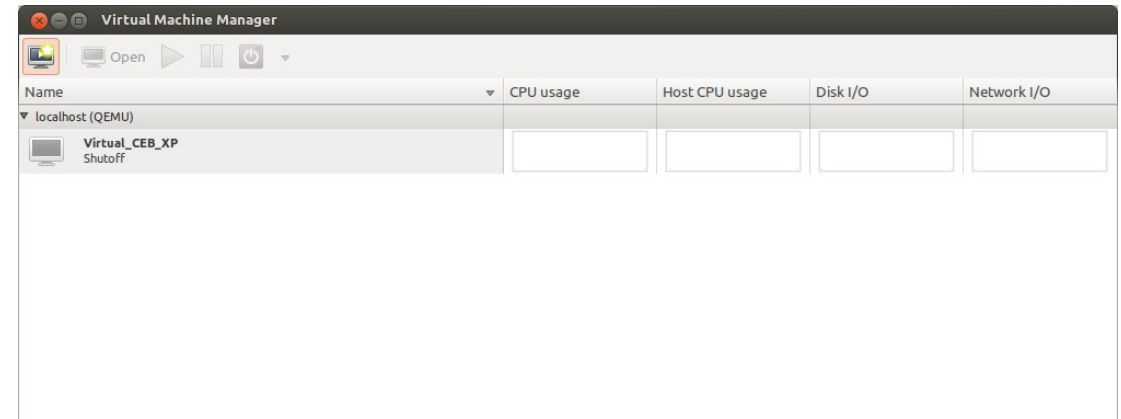 Virtual Machine Manager
Open
Name CPU usage Host CPU usage Disk I/O Network I/O
localhost (QEMU)
Virtual_CEB_XP
Shutoff